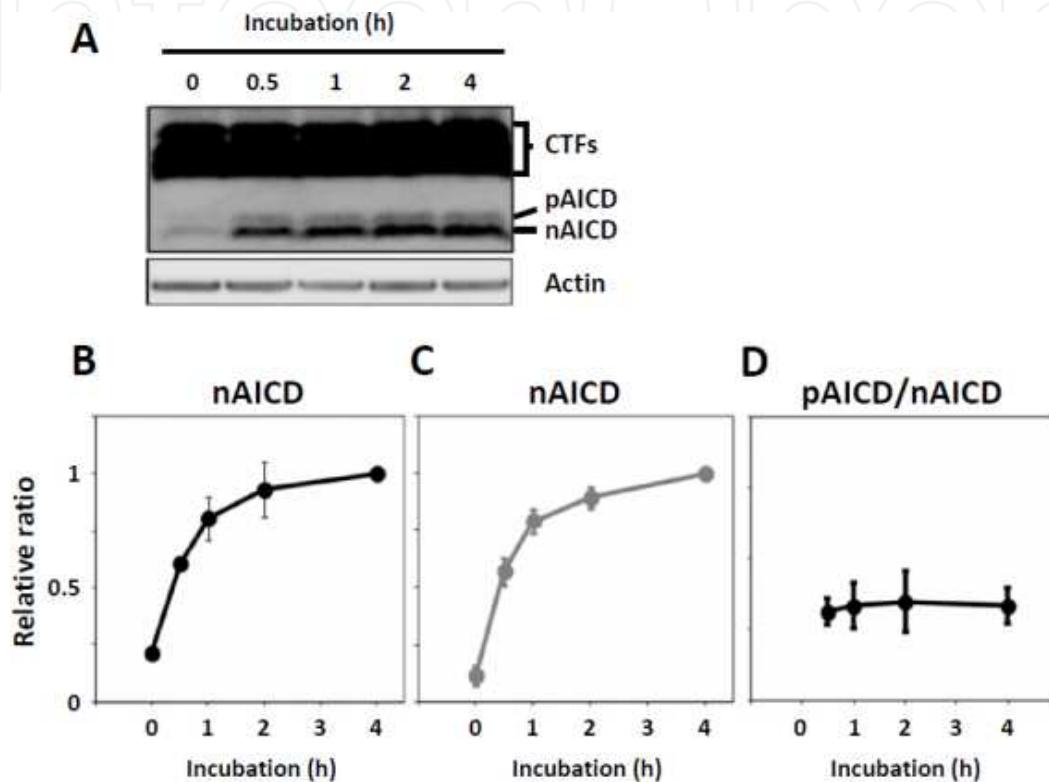 A
Incubation (h)
0 0.5 1 2 4
CTFs
pAICD
nAICD
Actin
B
nAICD
Relative ratio
1
0.5
0
0 1 2 3 4
Incubation (h)
C
nAICD
0 1 2 3 4
Incubation (h)
D
pAICD/nAICD
0 1 2 3 4
Incubation (h)